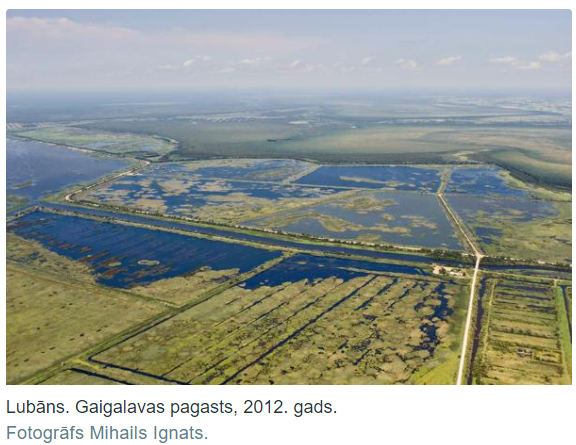 Lubāns. Gaigalavas pagasts, 2012. gads.
Fotogrāfs Mihails Ignats.